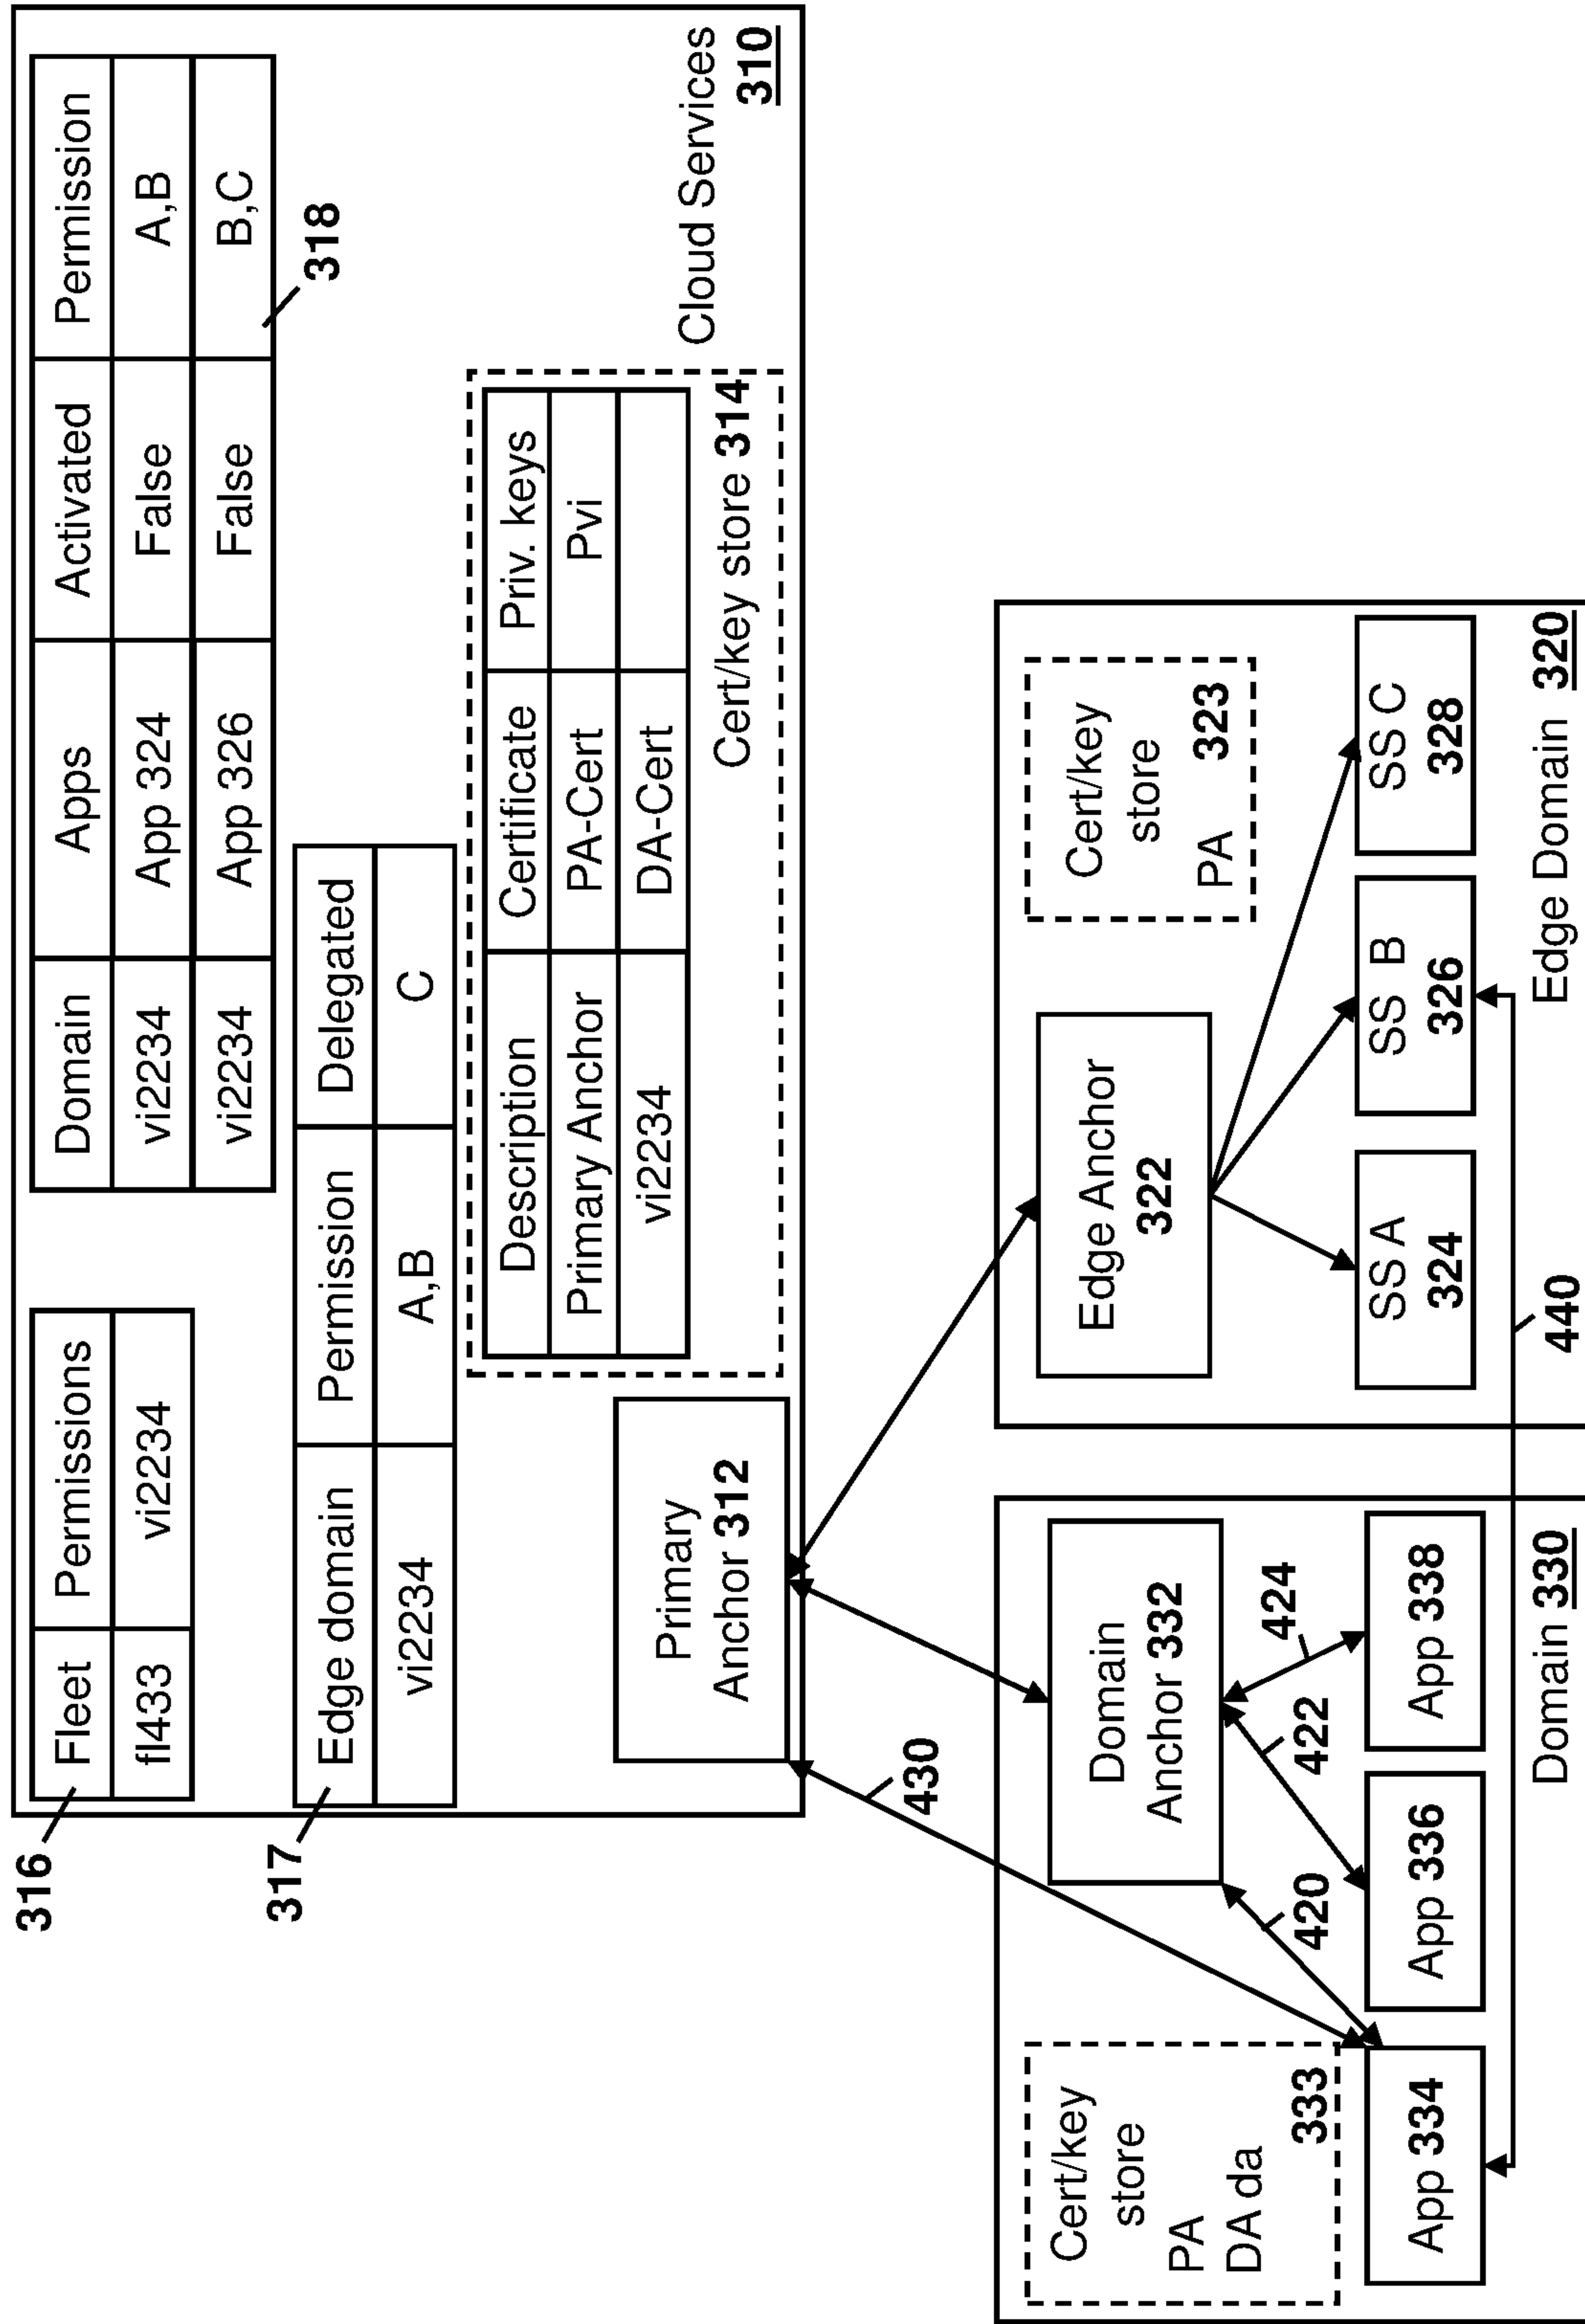 316
Fleet Permissions
fl433 vi2234
Domain Apps Activated Permission
vi2234 App 324 False A,B
vi2234 App 326 False B,C
318
317
Edge domain Permission Delegated
vi2234 A,B C
Description Certificate Priv. keys
Primary Anchor PA-Cert Pvi
vi2234 DA-Cert
Cert/key store 314
Primary
Anchor 312
Cloud Services
310
430
Cert/key
store
PA
DA da
333
Domain
Anchor 332
420
422
424
App 334
App 336
App 338
Domain 330
Edge Anchor
322
Cert/key
store
PA 323
SS A
324
SS B
326
SS C
328
Edge Domain 320
440